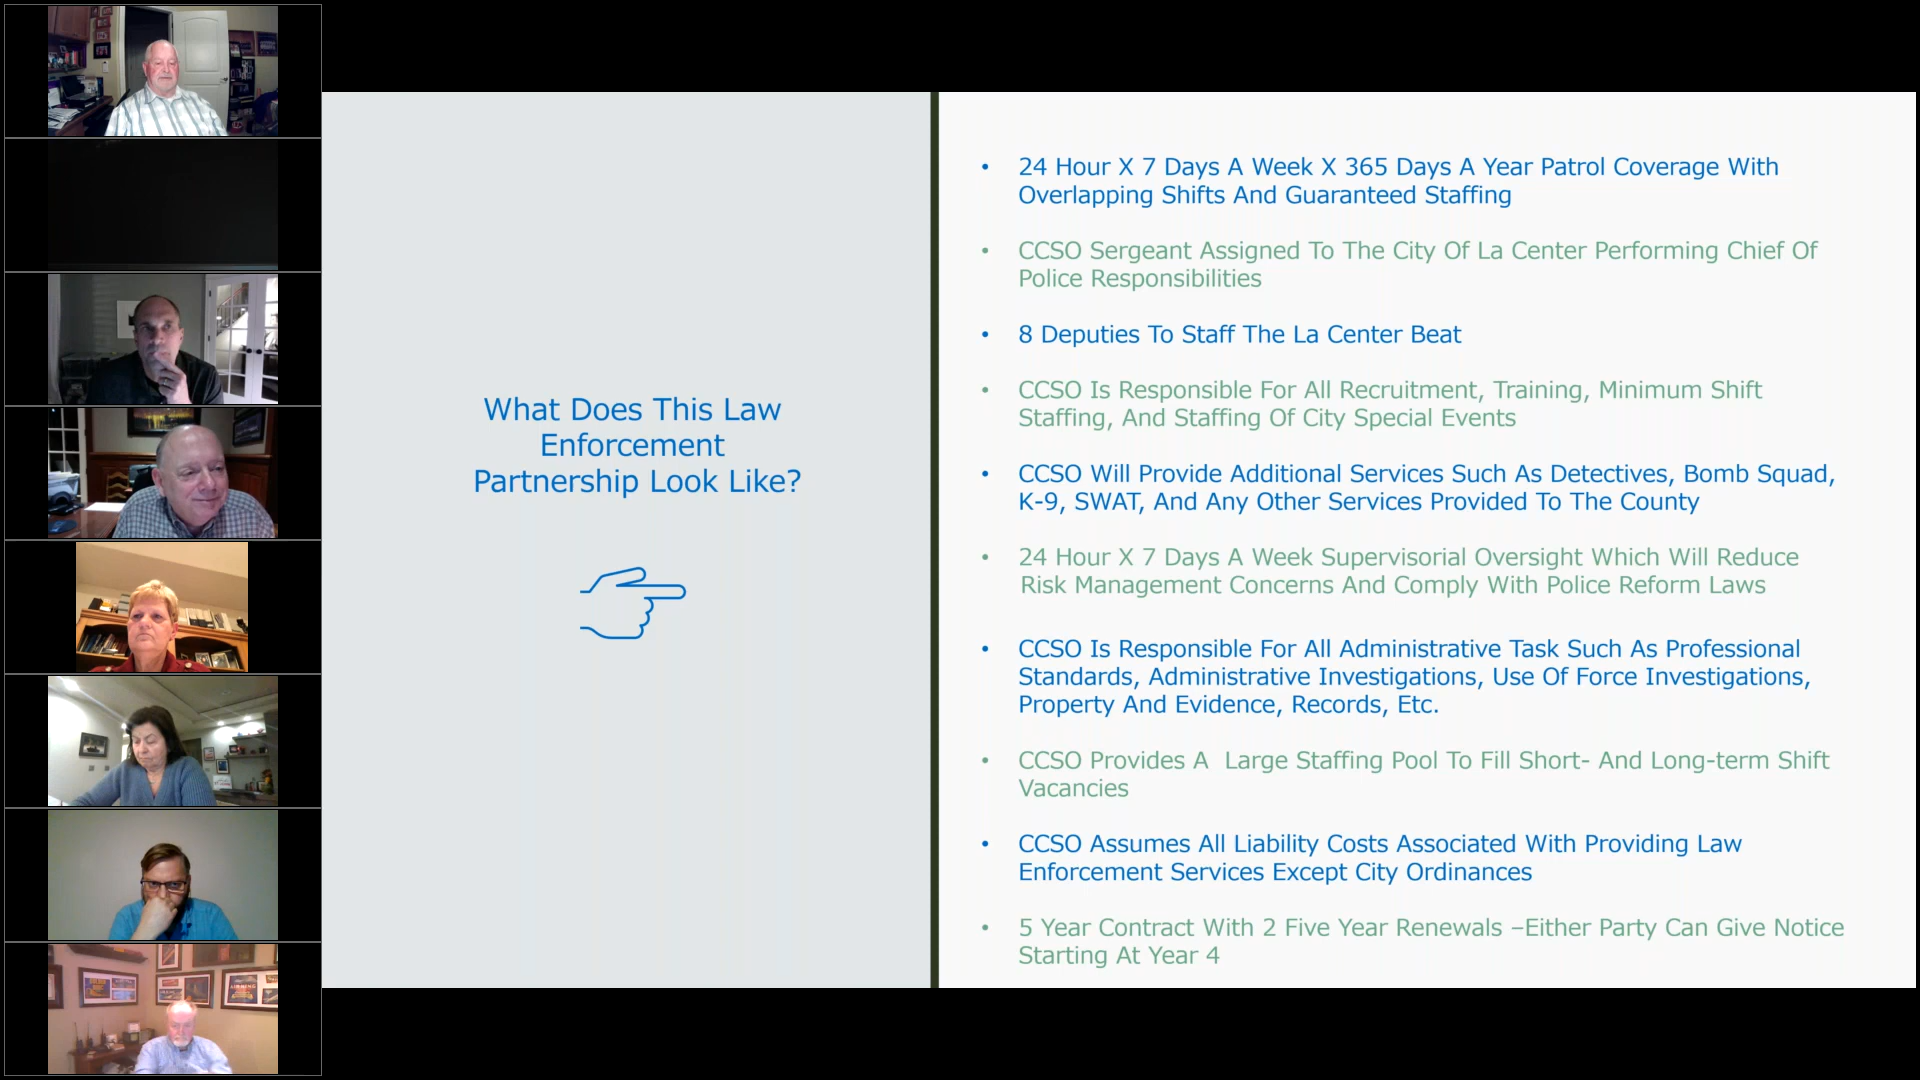 What Does This Law
Enforcement
Partnership Look Like?
• 24 Hour X 7 Days A Week X 365 Days A Year Patrol Coverage With
Overlapping Shifts And Guaranteed Staffing
• CCSO Sergeant Assigned To The City Of La Center Performing Chief Of
Police Responsibilities
• 8 Deputies To Staff The La Center Beat
• CCSO Is Responsible For All Recruitment, Training, Minimum Shift
Staffing, And Staffing Of City Special Events
• CCSO Will Provide Additional Services Such As Detectives, Bomb Squad,
K-9, SWAT, And Any Other Services Provided To The County
• 24 Hour X 7 Days A Week Supervisorial Oversight Which Will Reduce
Risk Management Concerns And Comply With Police Reform Laws
• CCSO Is Responsible For All Administrative Task Such As Professional
Standards, Administrative Investigations, Use Of Force Investigations,
Property And Evidence, Records, Etc.
• CCSO Provides A  Large Staffing Pool To Fill Short- And Long-term Shift
Vacancies
• CCSO Assumes All Liability Costs Associated With Providing Law
Enforcement Services Except City Ordinances
• 5 Year Contract With 2 Five Year Renewals –Either Party Can Give Notice
Starting At Year 4